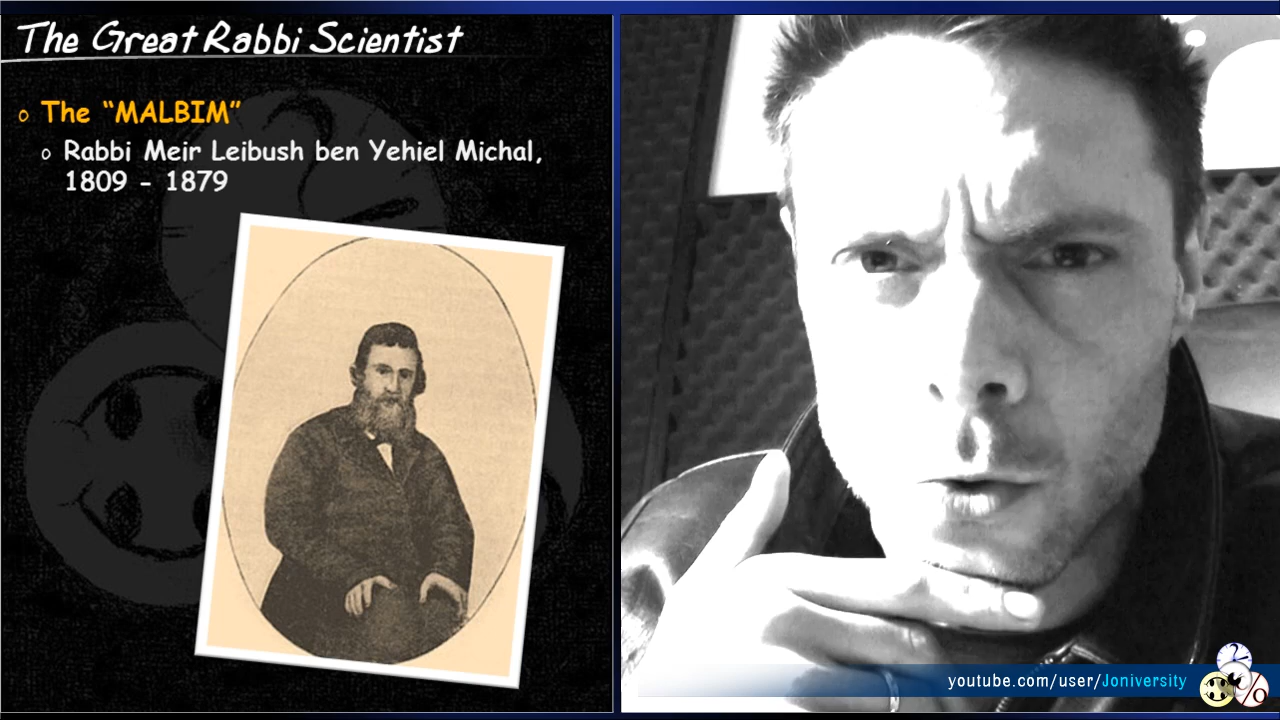 The Great Rabbi Scientist
The “MALBIM”
Rabbi Meir Leibush ben Yehiel Michal,
1809 - 1879
youtube.com/user/Joniversity